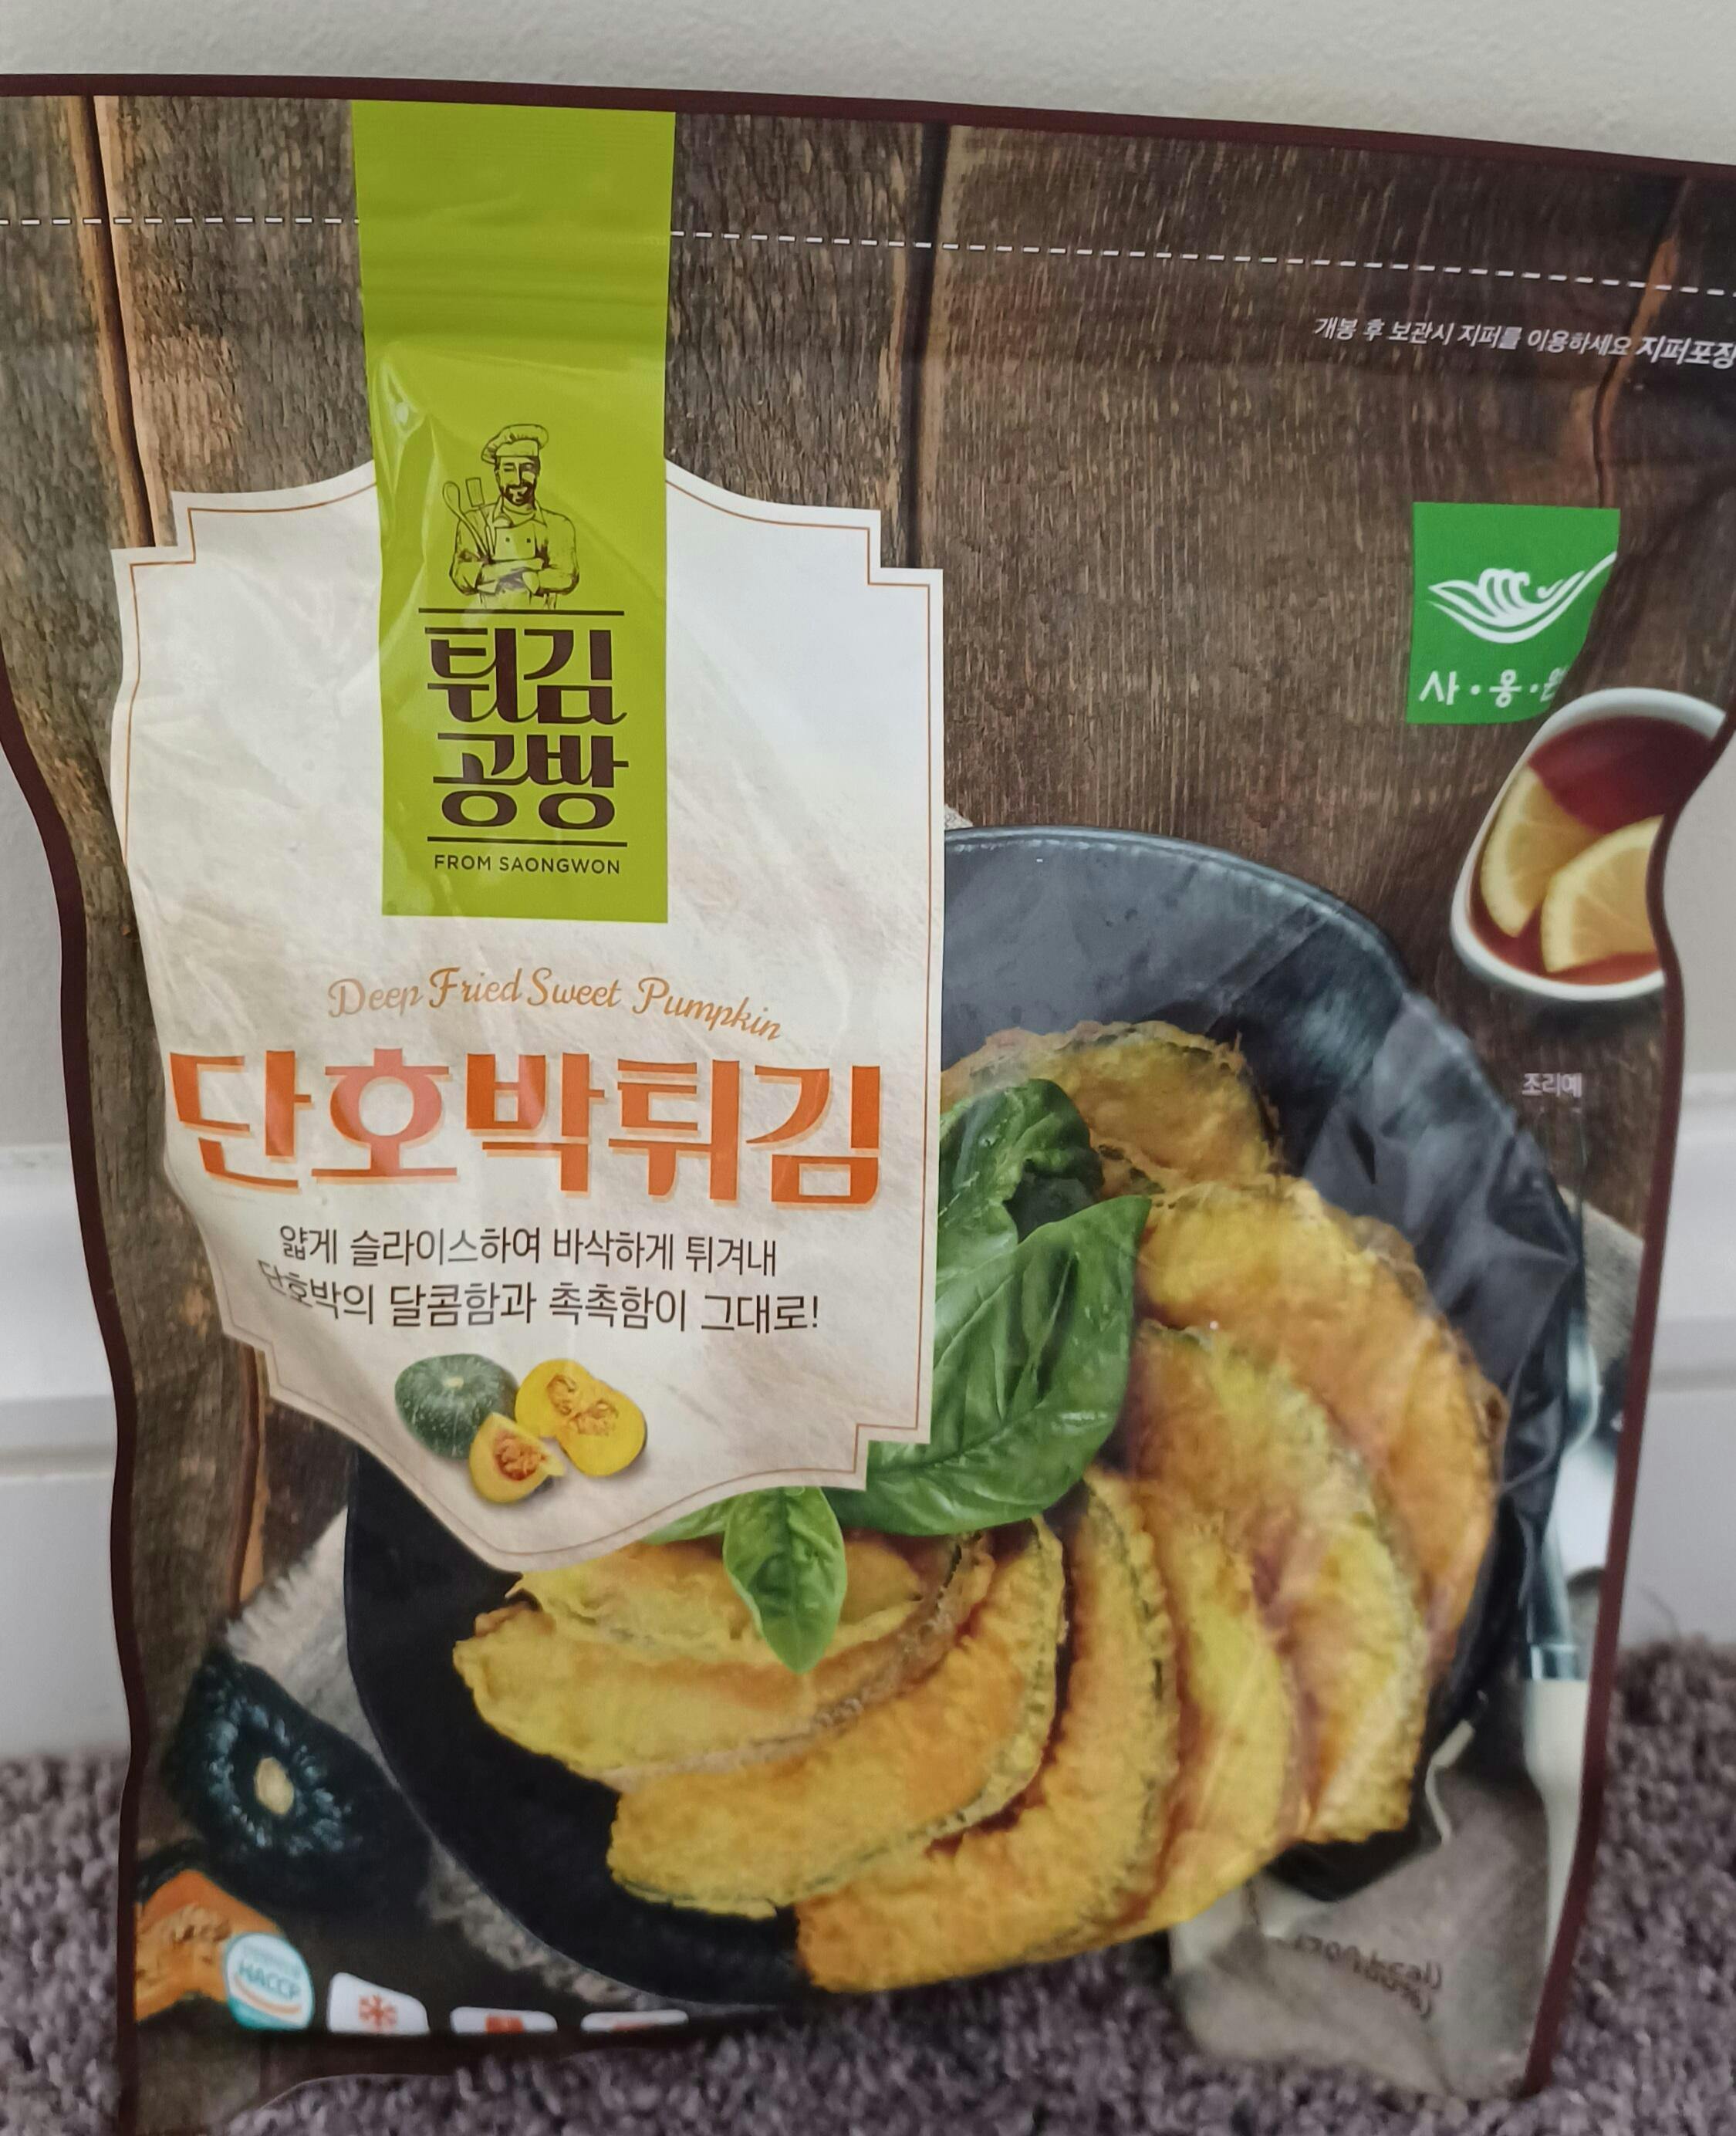 개봉 후 보관시 지퍼를 이용하세요 지퍼포장
사·옹·원
튀김
공방
FROM SAONGWON
Deep Fried Sweet Pumpkin
단호박튀김
얇게 슬라이스하여 바삭하게 튀겨내
단호박의 달콤함과 촉촉함이 그대로!
조리예
HACCP